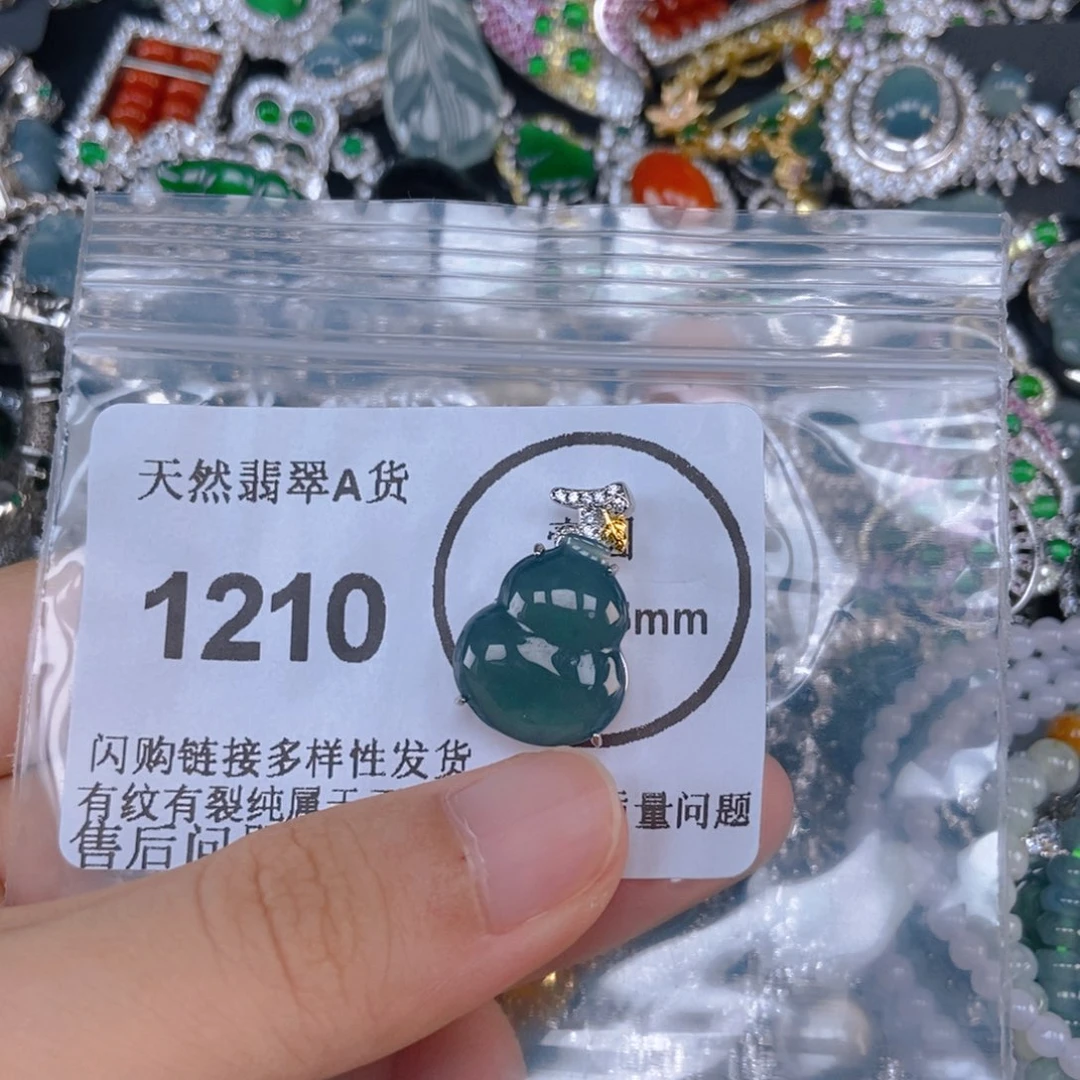 天然翡翠A货
1210
mm
闪购链接多样性发货
有纹有裂纯属 量问题
售后问